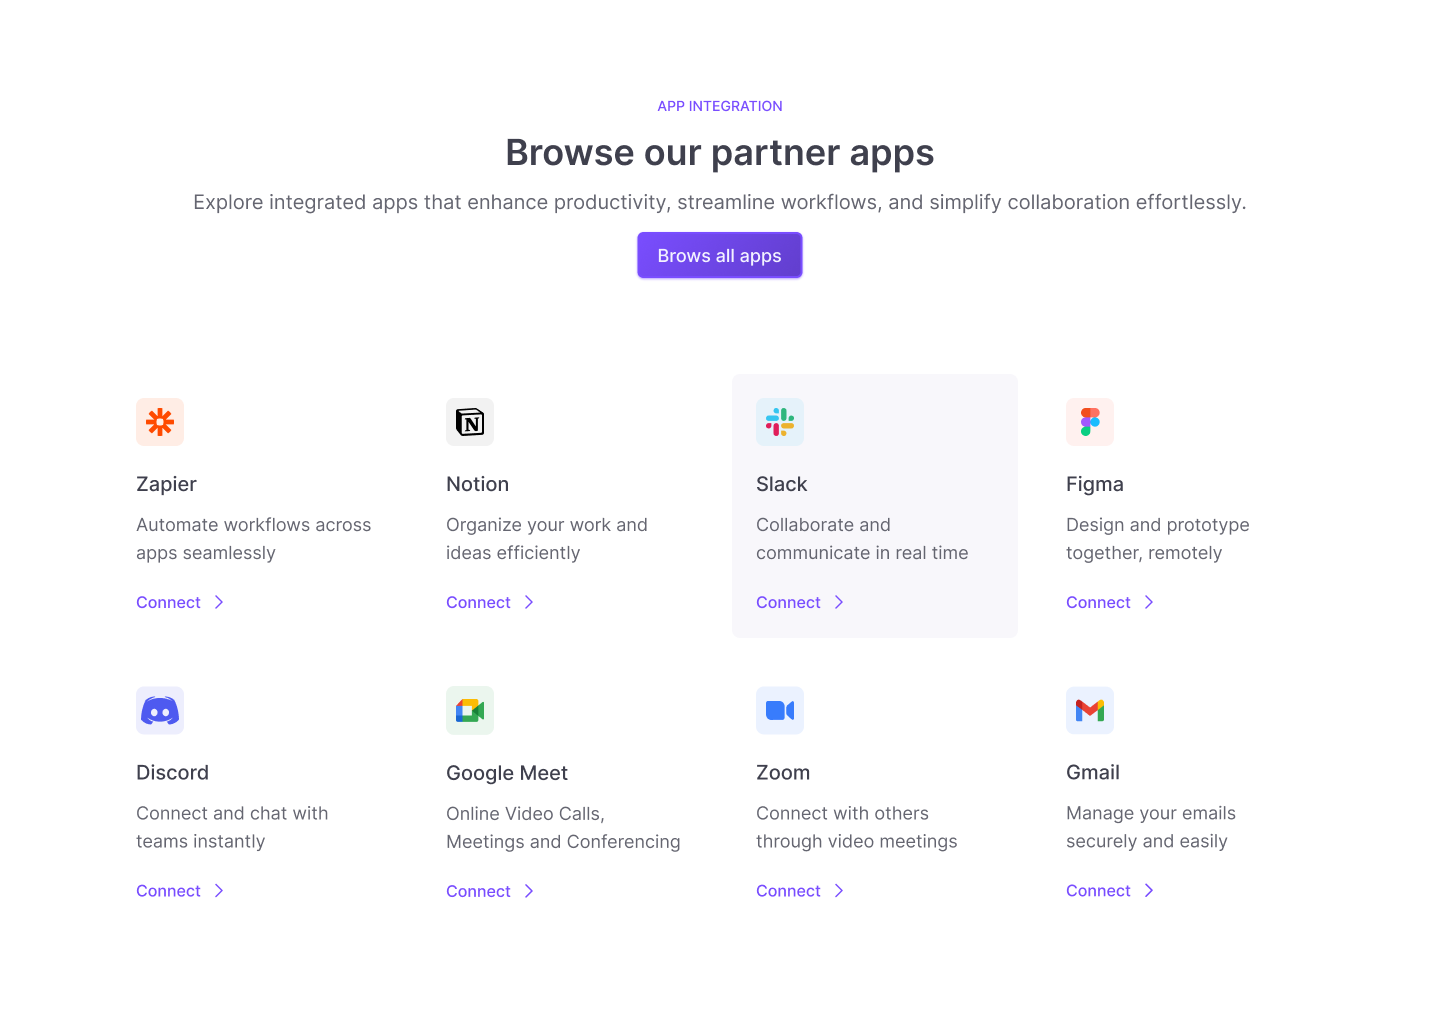 APP INTEGRATION
Browse our partner apps
Explore integrated apps that enhance productivity, streamline workflows, and simplify collaboration effortlessly.
Brows all apps
Zapier
Automate workflows across
apps seamlessly
Connect
Notion
Organize your work and
ideas efficiently
Connect
Slack
Collaborate and
communicate in real time
Connect
Figma
Design and prototype
together, remotely
Connect
Discord
Connect and chat with
teams instantly
Connect
Google Meet
Online Video Calls,
Meetings and Conferencing
Connect
Zoom
Connect with others
through video meetings
Connect
Gmail
Manage your emails
securely and easily
Connect